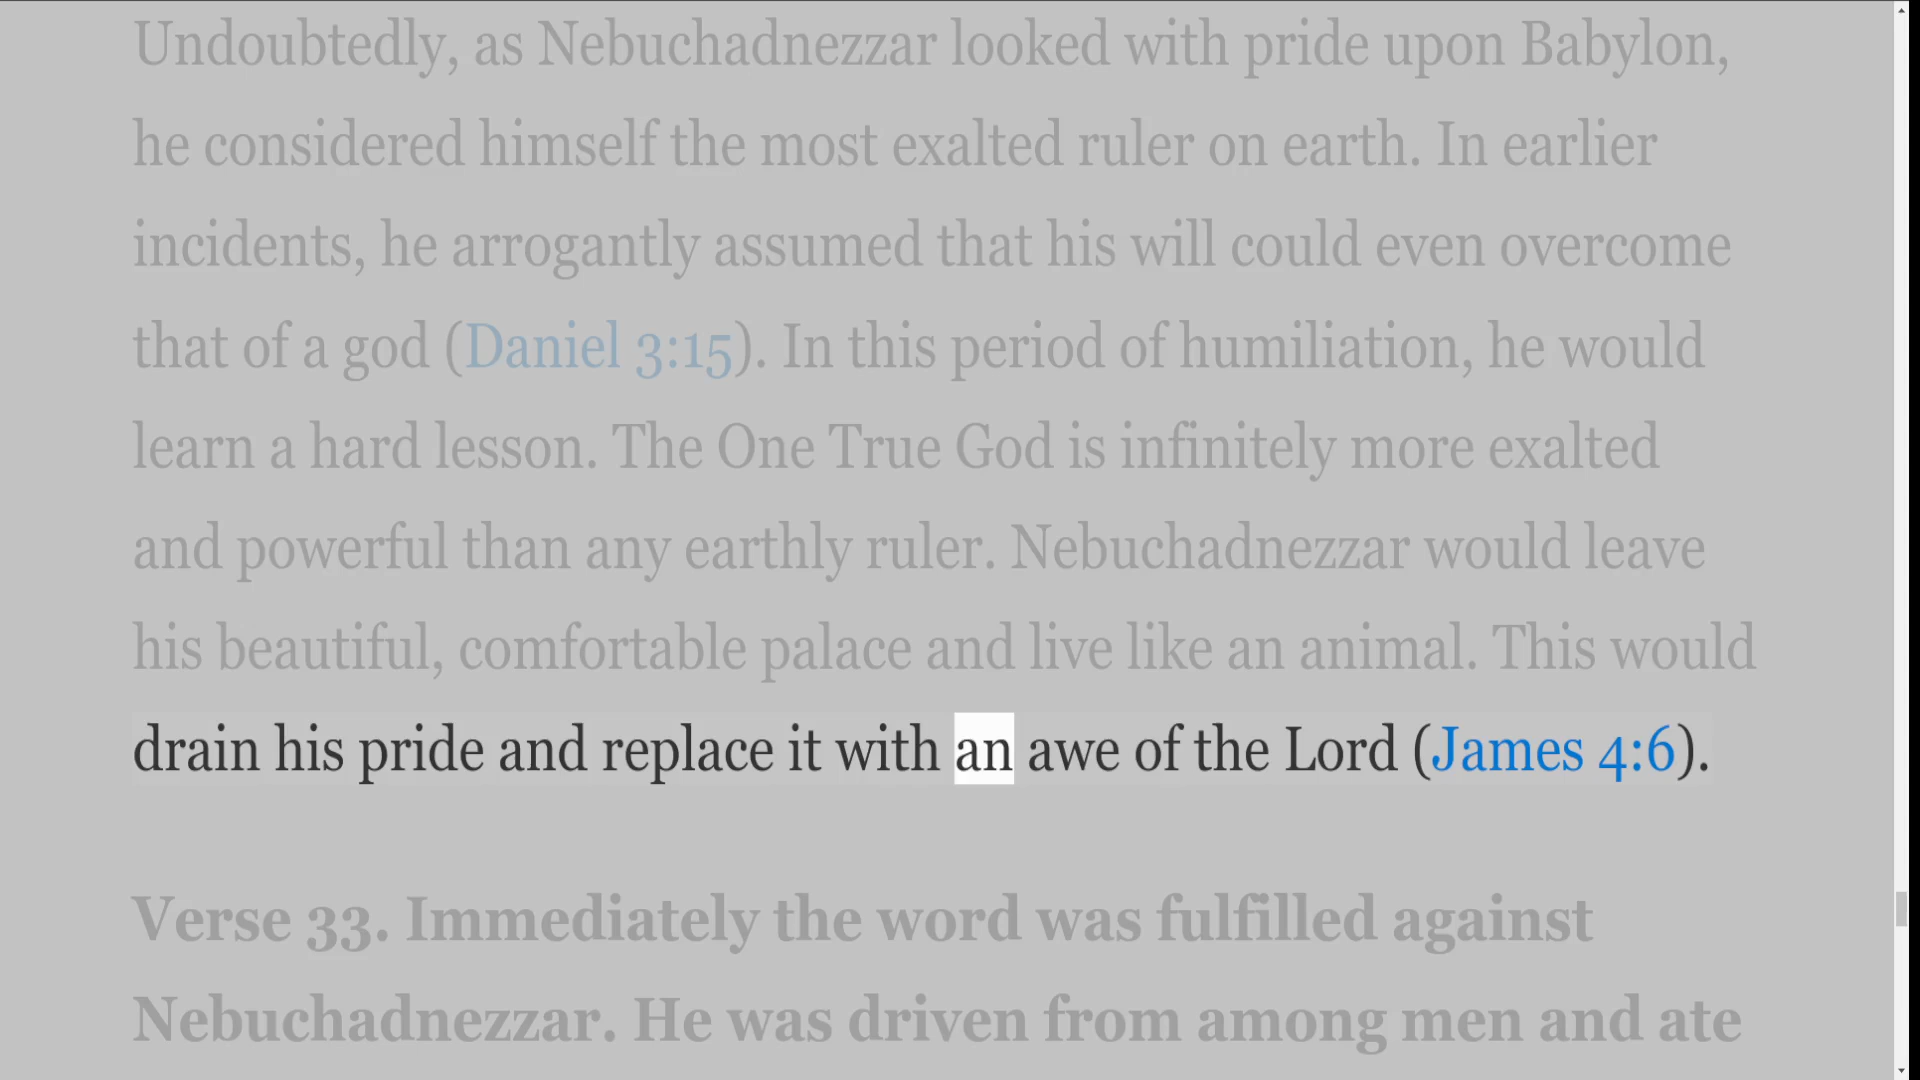 Undoubtedly, as Nebuchadnezzar looked with pride upon Babylon,
he considered himself the most exalted ruler on earth. In earlier
incidents, he arrogantly assumed that his will could even overcome
that of a god (Daniel 3:15). In this period of humiliation, he would
learn a hard lesson. The One True God is infinitely more exalted
and powerful than any earthly ruler. Nebuchadnezzar would leave
his beautiful, comfortable palace and live like an animal. This would
drain his pride and replace it with an awe of the Lord (James 4:6).
Verse 33. Immediately the word was fulfilled against
Nebuchadnezzar. He was driven from among men and ate